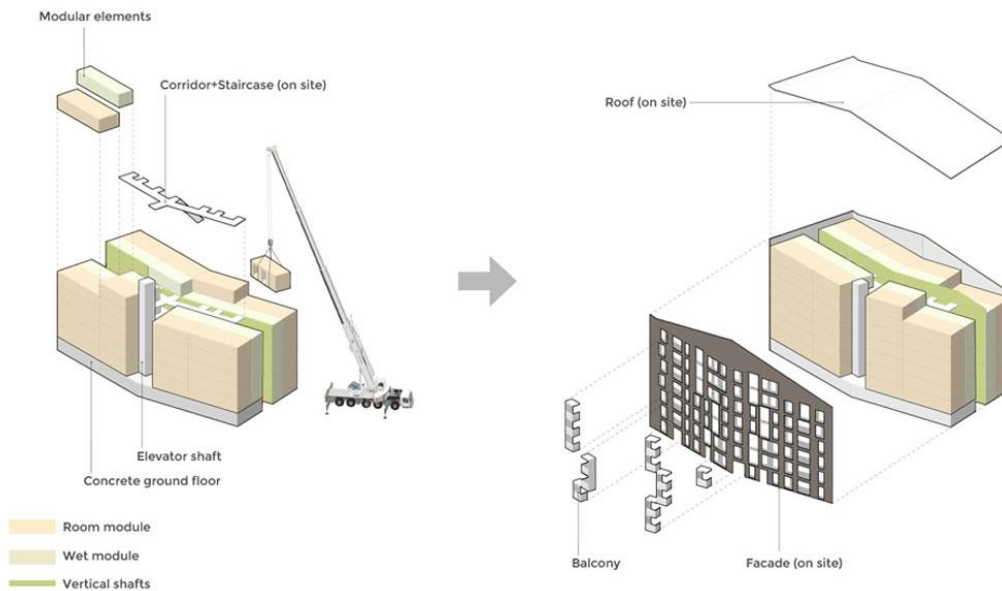 Modular elements
Corridor+Staircase (on site)
Elevator shaft
Concrete ground floor
Room module
Wet module
Vertical shafts
Roof (on site)
Balcony
Facade (on site)